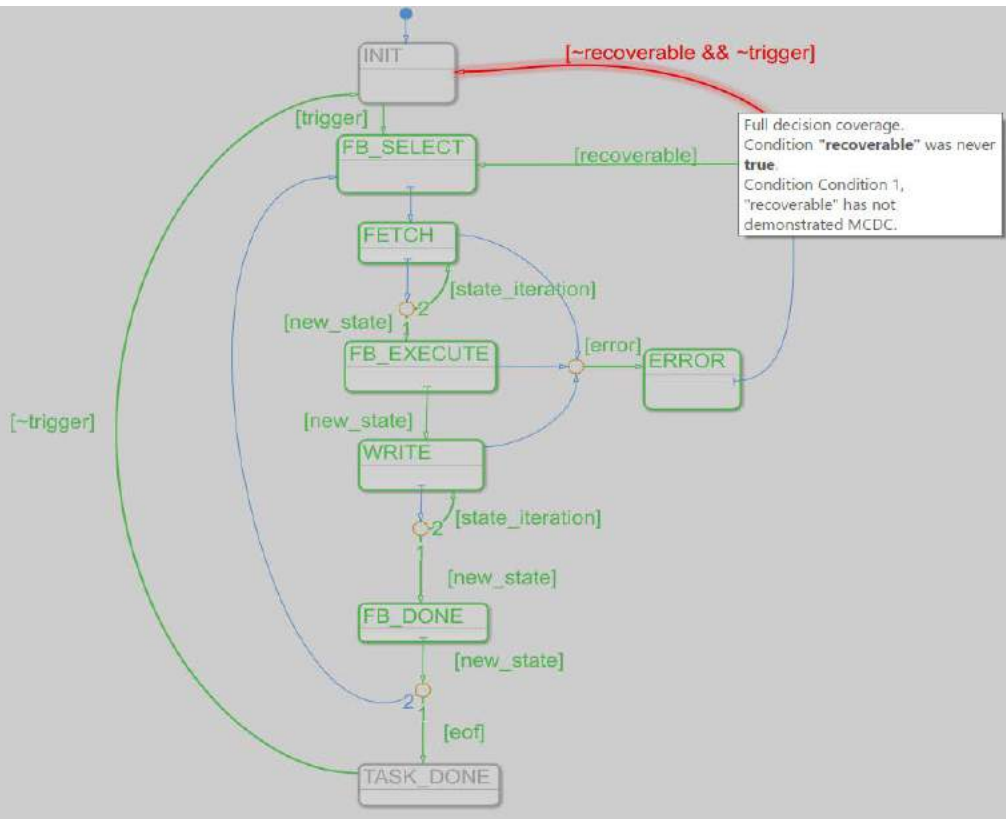 INIT
[~recoverable && ~trigger]
[trigger]
FB_SELECT
[recoverable]
Full decision coverage.
Condition "recoverable" was never
true.
Condition Condition 1,
"recoverable" has not
demonstrated MCDC.
FETCH
[state_iteration]
2
[new_state]
1
FB_EXECUTE
[error]
ERROR
[~trigger]
[new_state]
WRITE
2
[state_iteration]
1
[new_state]
FB_DONE
[new_state]
2
1
[eof]
TASK_DONE